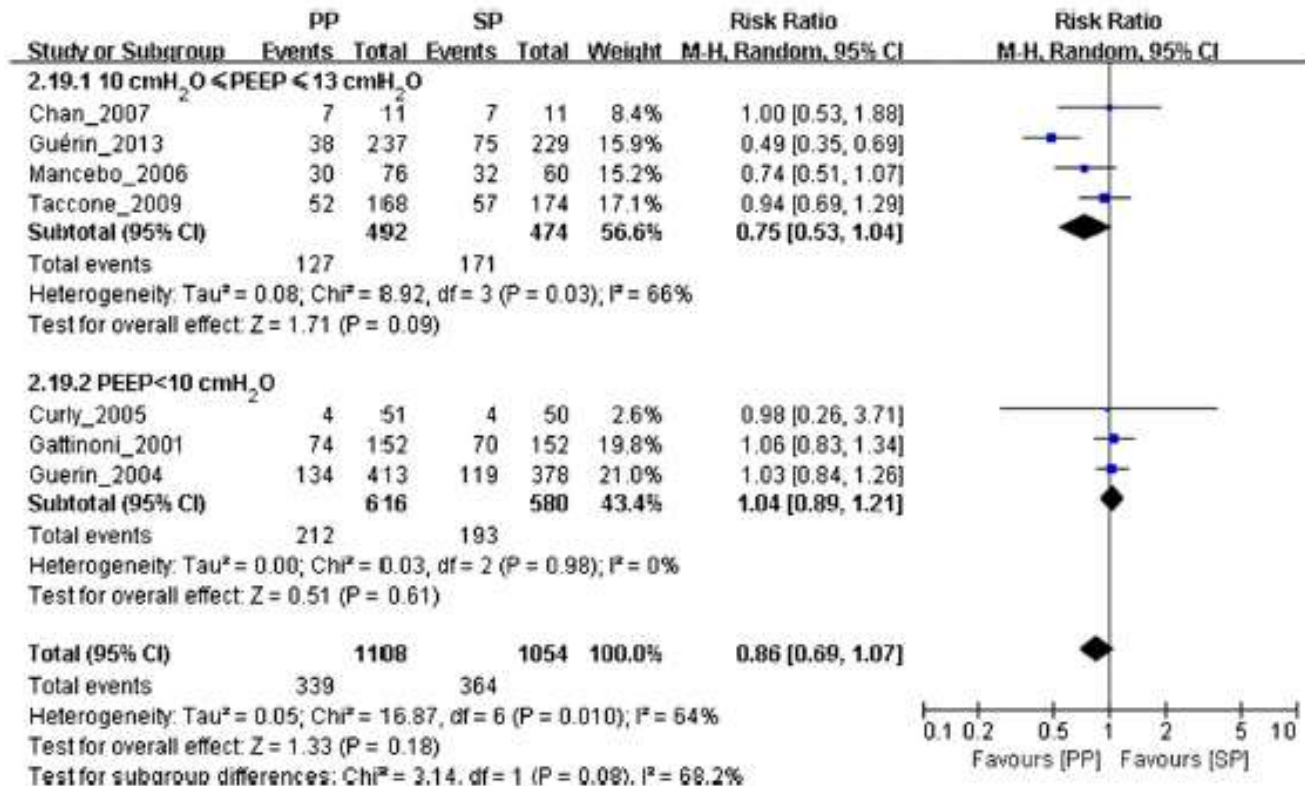 PP SP Risk Ratio Risk Ratio
Study or Subgroup Events Total Events Total Weight M-H, Random, 95% CI M-H, Random, 95% CI
2.19.1 10 cmH₂O ≤PEEP ≤ 13 cmH₂O
Chan_2007 7 11 7 11 8.4% 1.00 [0.53, 1.88]
Guérin_2013 38 237 75 229 15.9% 0.49 [0.35, 0.69]
Mancebo_2006 30 76 32 60 15.2% 0.74 [0.51, 1.07]
Taccone_2009 52 168 57 174 17.1% 0.94 [0.69, 1.29]
Subtotal (95% CI) 492 474 56.6% 0.75 [0.53, 1.04]
Total events 127 171
Heterogeneity: Tau² = 0.08; Chi² = 8.92, df = 3 (P = 0.03); I² = 66%
Test for overall effect: Z = 1.71 (P = 0.09)
2.19.2 PEEP<10 cmH₂O
Curly_2005 4 51 4 50 2.6% 0.98 [0.26, 3.71]
Gattinoni_2001 74 152 70 152 19.8% 1.06 [0.83, 1.34]
Guerin_2004 134 413 119 378 21.0% 1.03 [0.84, 1.26]
Subtotal (95% CI) 616 580 43.4% 1.04 [0.89, 1.21]
Total events 212 193
Heterogeneity: Tau² = 0.00; Chi² = 0.03, df = 2 (P = 0.98); I² = 0%
Test for overall effect: Z = 0.51 (P = 0.61)
Total (95% CI) 1108 1054 100.0% 0.86 [0.69, 1.07]
Total events 339 364
Heterogeneity: Tau² = 0.05; Chi² = 16.87, df = 6 (P = 0.010); I² = 64%
Test for overall effect: Z = 1.33 (P = 0.18)
Test for subgroup differences: Chi² = 3.14, df = 1 (P = 0.08), I² = 68.2%
0.1 0.2 0.5 1 2 5 10
Favours [PP] Favours [SP]